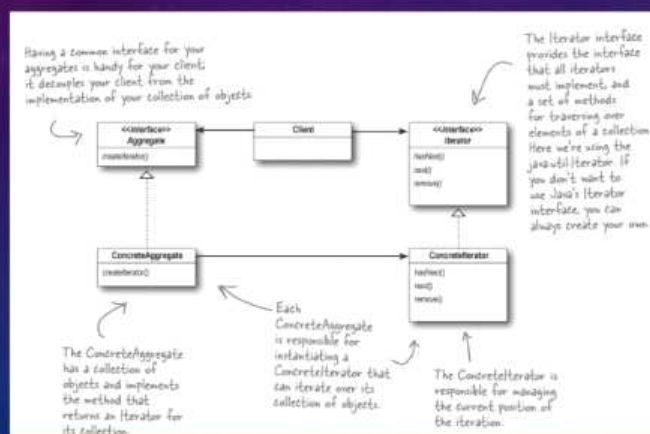 Having a common interface for your
aggregates is handy for your client;
it decouples your client from the
implementation of your collection of objects
The Iterator interface
provides the interface
that all iterators
must implement, and
a set of methods
for traversing over
elements of a collection.
Here we're using the
java.util.Iterator. If
you don't want to
use Java's Iterator
interface, you can
always create your own.
<<interface>>
Aggregate
createIterator()
Client
<<interface>>
Iterator
hasNext()
next()
remove()
ConcreteAggregate
createIterator()
ConcreteIterator
hasNext()
next()
remove()
The ConcreteAggregate
has a collection of
objects and implements
the method that
returns an Iterator for
its collection.
Each
ConcreteAggregate
is responsible for
instantiating a
ConcreteIterator that
can iterate over its
collection of objects.
The ConcreteIterator is
responsible for managing
the current position of
the iteration.